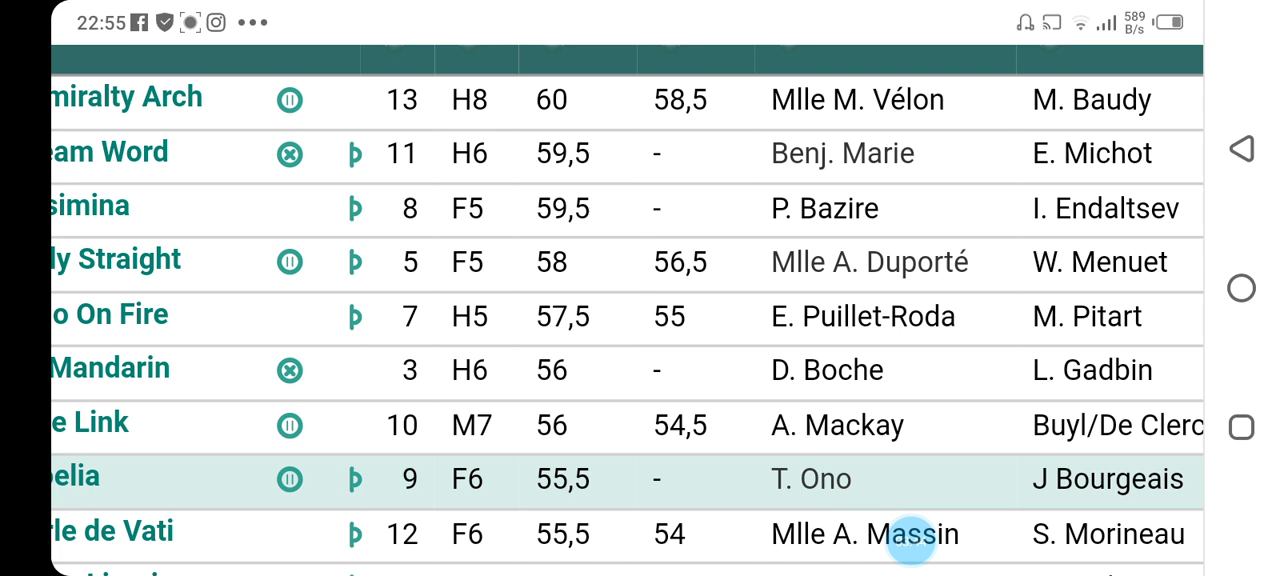 22:55 589 B/s
miralty Arch 13 H8 60 58,5 Mlle M. Vélon M. Baudy
eam Word 11 H6 59,5 - Benj. Marie E. Michot
simina 8 F5 59,5 - P. Bazire I. Endaltsev
ly Straight 5 F5 58 56,5 Mlle A. Duporté W. Menuet
o On Fire 7 H5 57,5 55 E. Puillet-Roda M. Pitart
Mandarin 3 H6 56 - D. Boche L. Gadbin
e Link 10 M7 56 54,5 A. Mackay Buyl/De Clerc
elia 9 F6 55,5 - T. Ono J Bourgeais
rle de Vati 12 F6 55,5 54 Mlle A. Massin S. Morineau